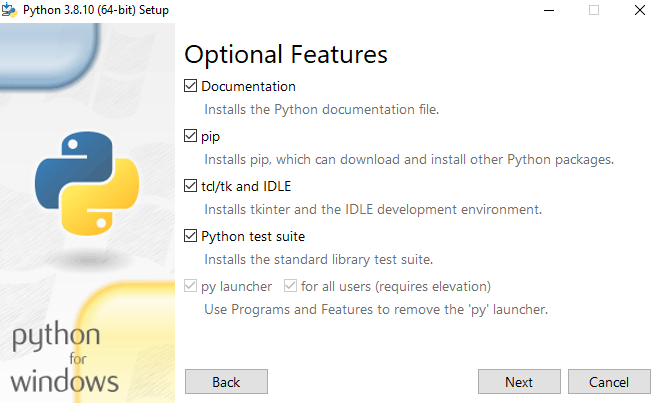 Python 3.8.10 (64-bit) Setup
Optional Features
Documentation
Installs the Python documentation file.
pip
Installs pip, which can download and install other Python packages.
tcl/tk and IDLE
Installs tkinter and the IDLE development environment.
Python test suite
Installs the standard library test suite.
py launcher for all users (requires elevation)
Use Programs and Features to remove the 'py' launcher.
python
for
windows
Back Next Cancel